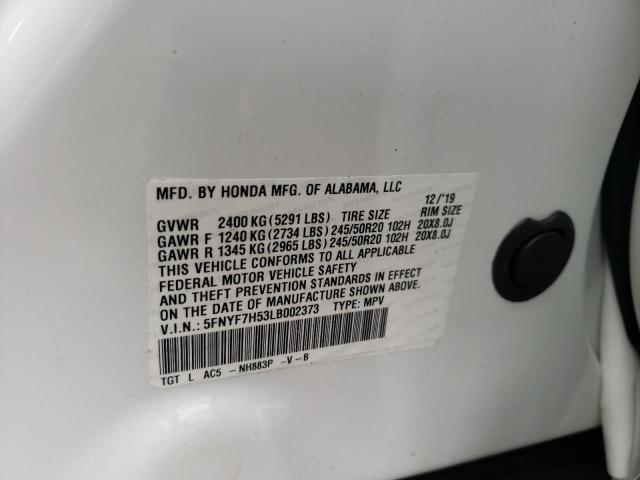 MFD. BY HONDA MFG. OF ALABAMA, LLC 12/'19
GVWR 2400 KG (5291 LBS) TIRE SIZE RIM SIZE
GAWR F 1240 KG (2734 LBS) 245/50R20 102H 20X8.0J
GAWR R 1345 KG (2965 LBS) 245/50R20 102H 20X8.0J
THIS VEHICLE CONFORMS TO ALL APPLICABLE
FEDERAL MOTOR VEHICLE SAFETY
AND THEFT PREVENTION STANDARDS IN EFFECT
ON THE DATE OF MANUFACTURE SHOWN ABOVE.
V.I.N.: 5FNYF7H53LB002373 TYPE: MPV
TGT L AC5 -NH883P -V-B